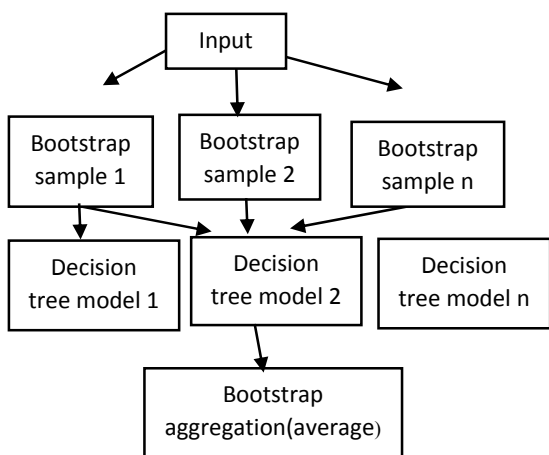 Input
Bootstrap
sample 1
Bootstrap
sample 2
Bootstrap
sample n
Decision
tree model 1
Decision
tree model 2
Decision
tree model n
Bootstrap
aggregation(average)